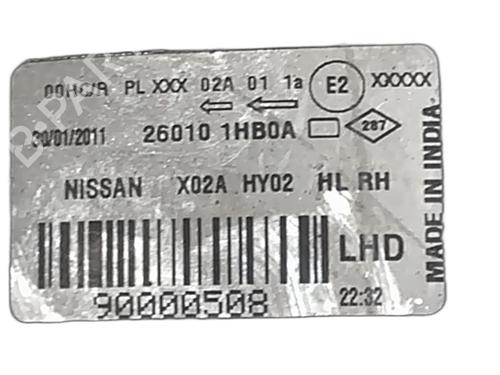 00HC/R PL XXX 02A 01 1a E2 XXXXX
30/01/2011 26010 1HB0A 287
NISSAN X02A HY02 HL RH
MADE IN INDIA
LHD
90000508 22:32